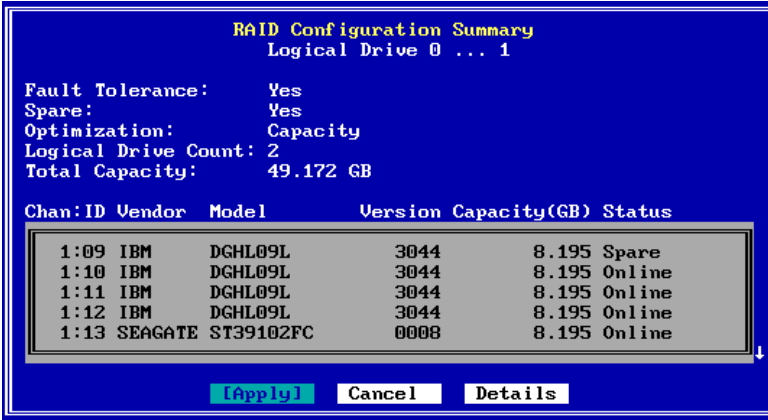 RAID Configuration Summary
Logical Drive 0 ... 1
Fault Tolerance: Yes
Spare: Yes
Optimization: Capacity
Logical Drive Count: 2
Total Capacity: 49.172 GB
Chan:ID Vendor Model Version Capacity(GB) Status
1:09 IBM DGHL09L 3044 8.195 Spare
1:10 IBM DGHL09L 3044 8.195 Online
1:11 IBM DGHL09L 3044 8.195 Online
1:12 IBM DGHL09L 3044 8.195 Online
1:13 SEAGATE ST39102FC 0008 8.195 Online
↓
[Apply] Cancel Details